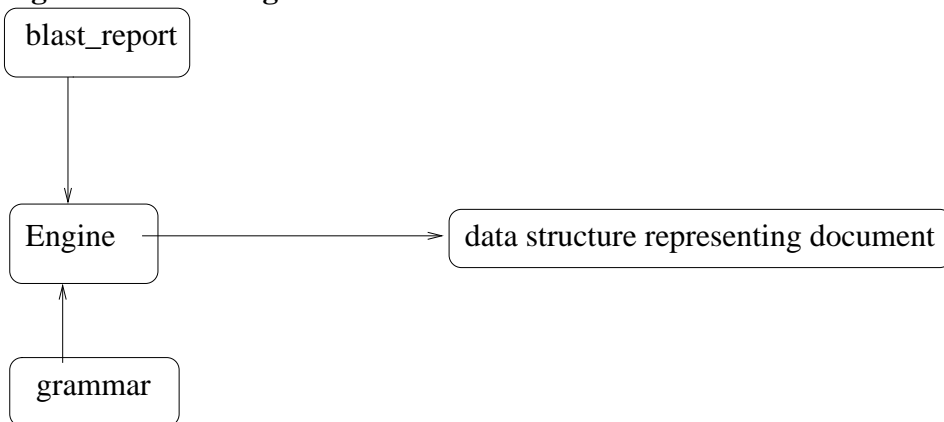 blast_report
Engine
data structure representing document
grammar